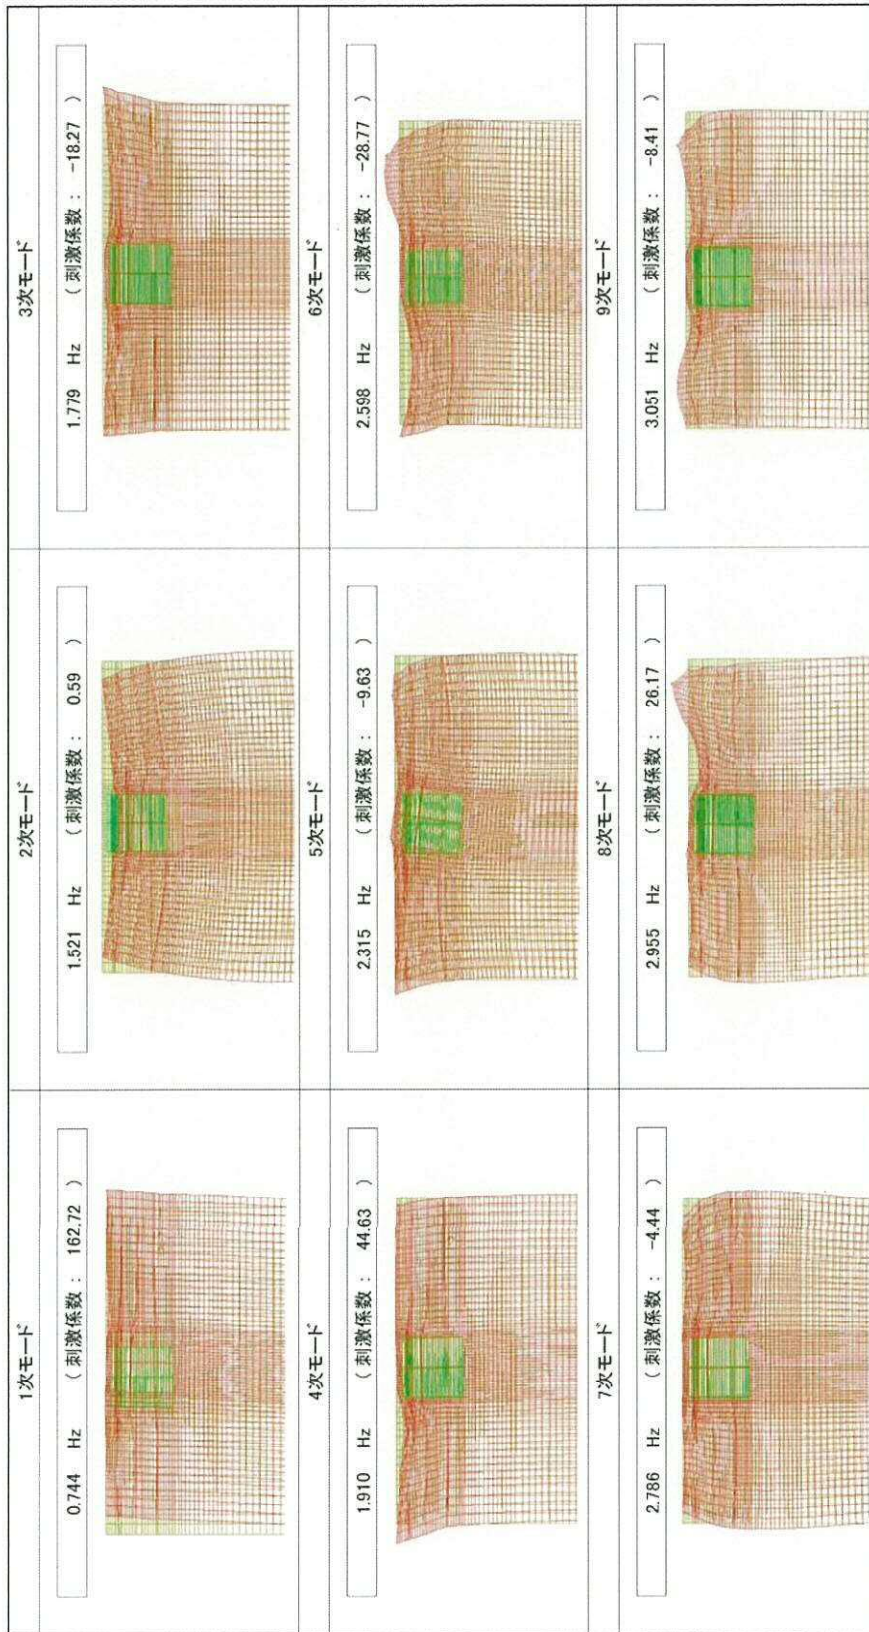 1次モード
0.744 Hz ( 刺激係数 : 162.72 )
2次モード
1.521 Hz ( 刺激係数 : 0.59 )
3次モード
1.779 Hz ( 刺激係数 : -18.27 )
4次モード
1.910 Hz ( 刺激係数 : 44.63 )
5次モード
2.315 Hz ( 刺激係数 : -9.63 )
6次モード
2.598 Hz ( 刺激係数 : -28.77 )
7次モード
2.786 Hz ( 刺激係数 : -4.44 )
8次モード
2.955 Hz ( 刺激係数 : 26.17 )
9次モード
3.051 Hz ( 刺激係数 : -8.41 )